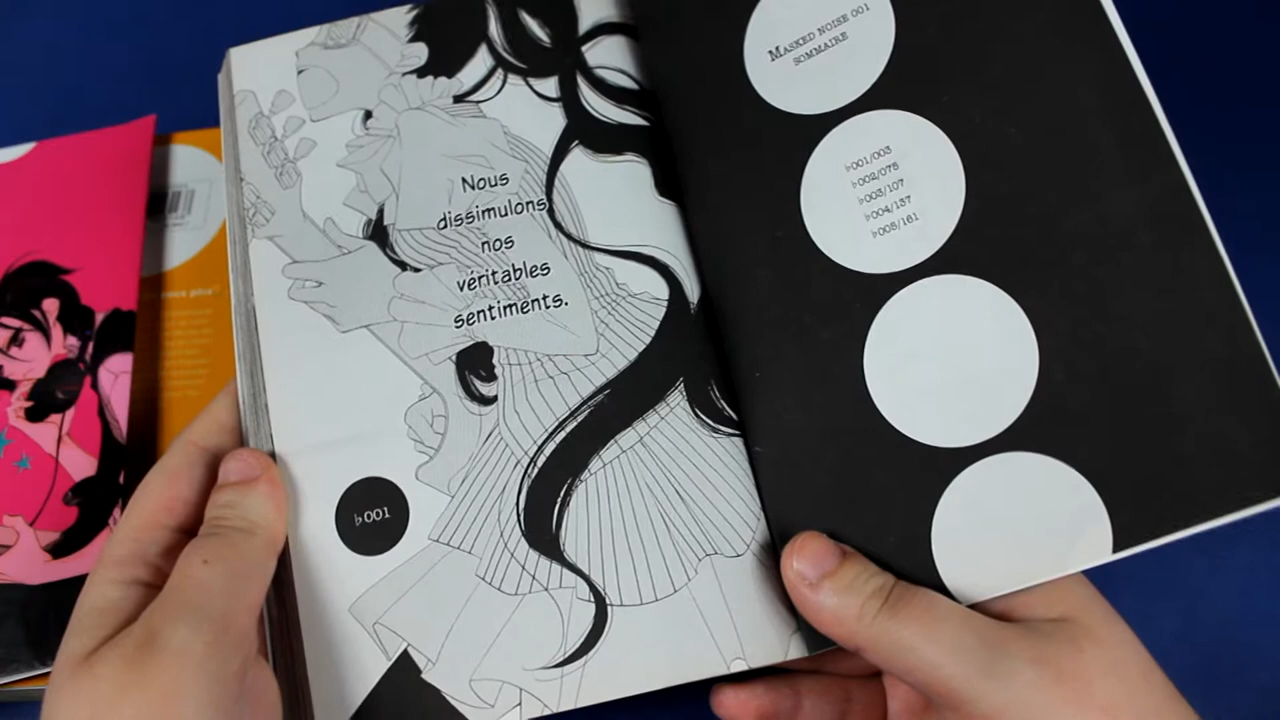 Nous
dissimulons
nos
véritables
sentiments.
♭001
MASKED NOISE 001
SOMMAIRE
♭001/003
♭002/075
♭003/107
♭004/137
♭005/161